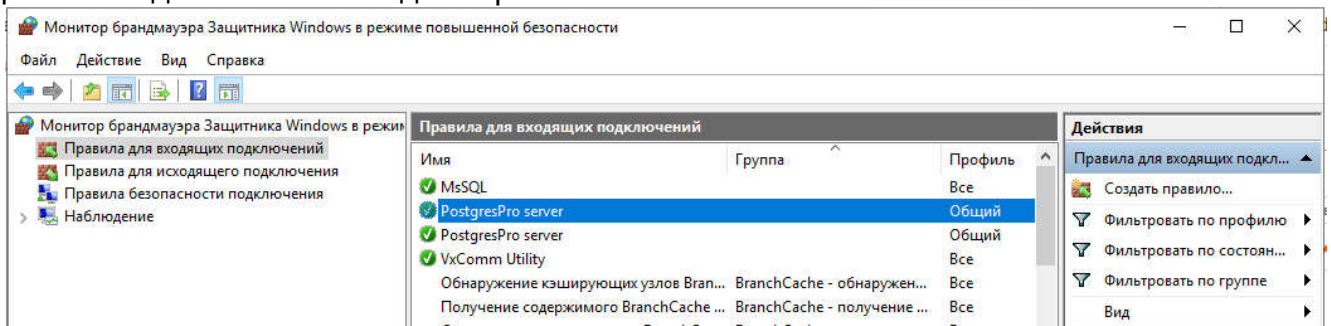 Монитор брандмауэра Защитника Windows в режиме повышенной безопасности
Файл Действие Вид Справка
Монитор брандмауэра Защитника Windows в режим
Правила для входящих подключений
Правила для исходящего подключения
Правила безопасности подключения
Наблюдение
Правила для входящих подключений
Имя Группа Профиль
MsSQL Все
PostgresPro server Общий
PostgresPro server Общий
VxComm Utility Все
Обнаружение кэширующих узлов Bran... BranchCache - обнаружен... Все
Получение содержимого BranchCache ... BranchCache - получение ... Все
Действия
Правила для входящих подкл...
Создать правило...
Фильтровать по профилю
Фильтровать по состоян...
Фильтровать по группе
Вид